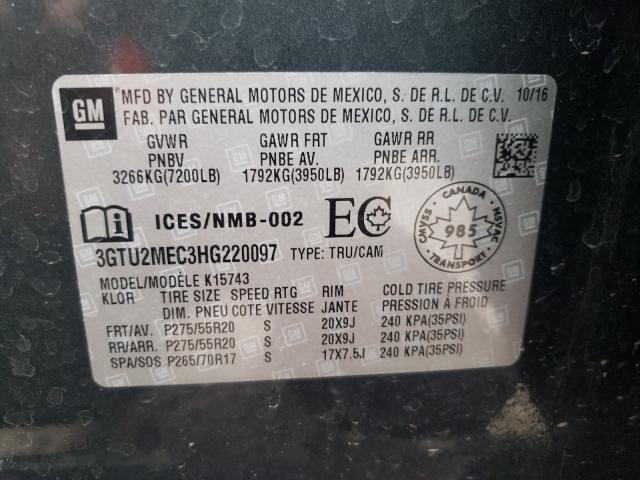 GM
MFD BY GENERAL MOTORS DE MEXICO, S. DE R.L. DE C.V. 10/16
FAB. PAR GENERAL MOTORS DE MEXICO, S. DE R.L. DE C.V.
GVWR GAWR FRT GAWR RR
PNBV PNBE AV. PNBE ARR.
3266KG(7200LB) 1792KG(3950LB) 1792KG(3950LB)
ICES/NMB-002 EC
CANADA
CMVSS 985 NSVAC
TRANSPORT
3GTU2MEC3HG220097 TYPE: TRU/CAM
MODEL/MODÈLE K15743
KLOR TIRE SIZE SPEED RTG RIM COLD TIRE PRESSURE
DIM. PNEU COTE VITESSE JANTE PRESSION À FROID
FRT/AV. P275/55R20 S 20X9J 240 KPA(35PSI)
RR/ARR. P275/55R20 S 20X9J 240 KPA(35PSI)
SPA/SOS P265/70R17 S 17X7.5J 240 KPA(35PSI)